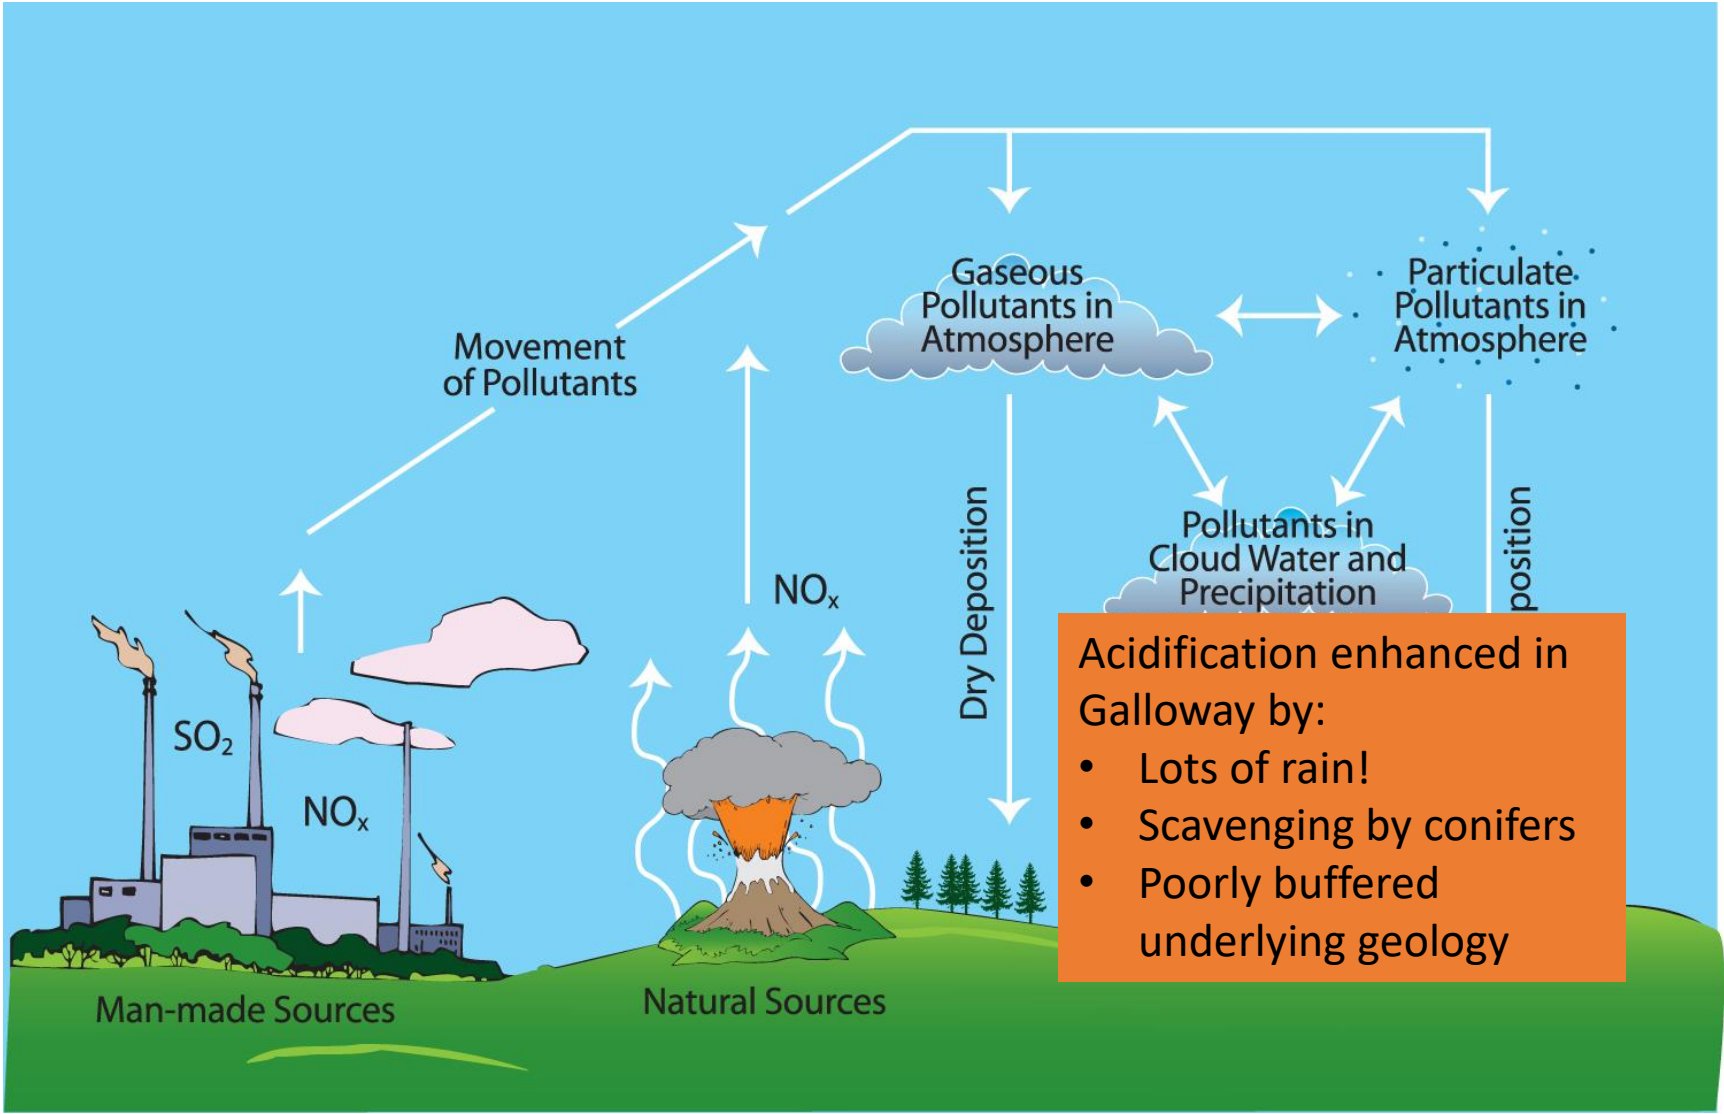 Gaseous
Pollutants in
Atmosphere
Particulate
Pollutants in
Atmosphere
Movement
of Pollutants
Dry Deposition
position
Pollutants in
Cloud Water and
Precipitation
NOx
SO2
NOx
Acidification enhanced in
Galloway by:
• Lots of rain!
• Scavenging by conifers
• Poorly buffered
underlying geology
Man-made Sources
Natural Sources